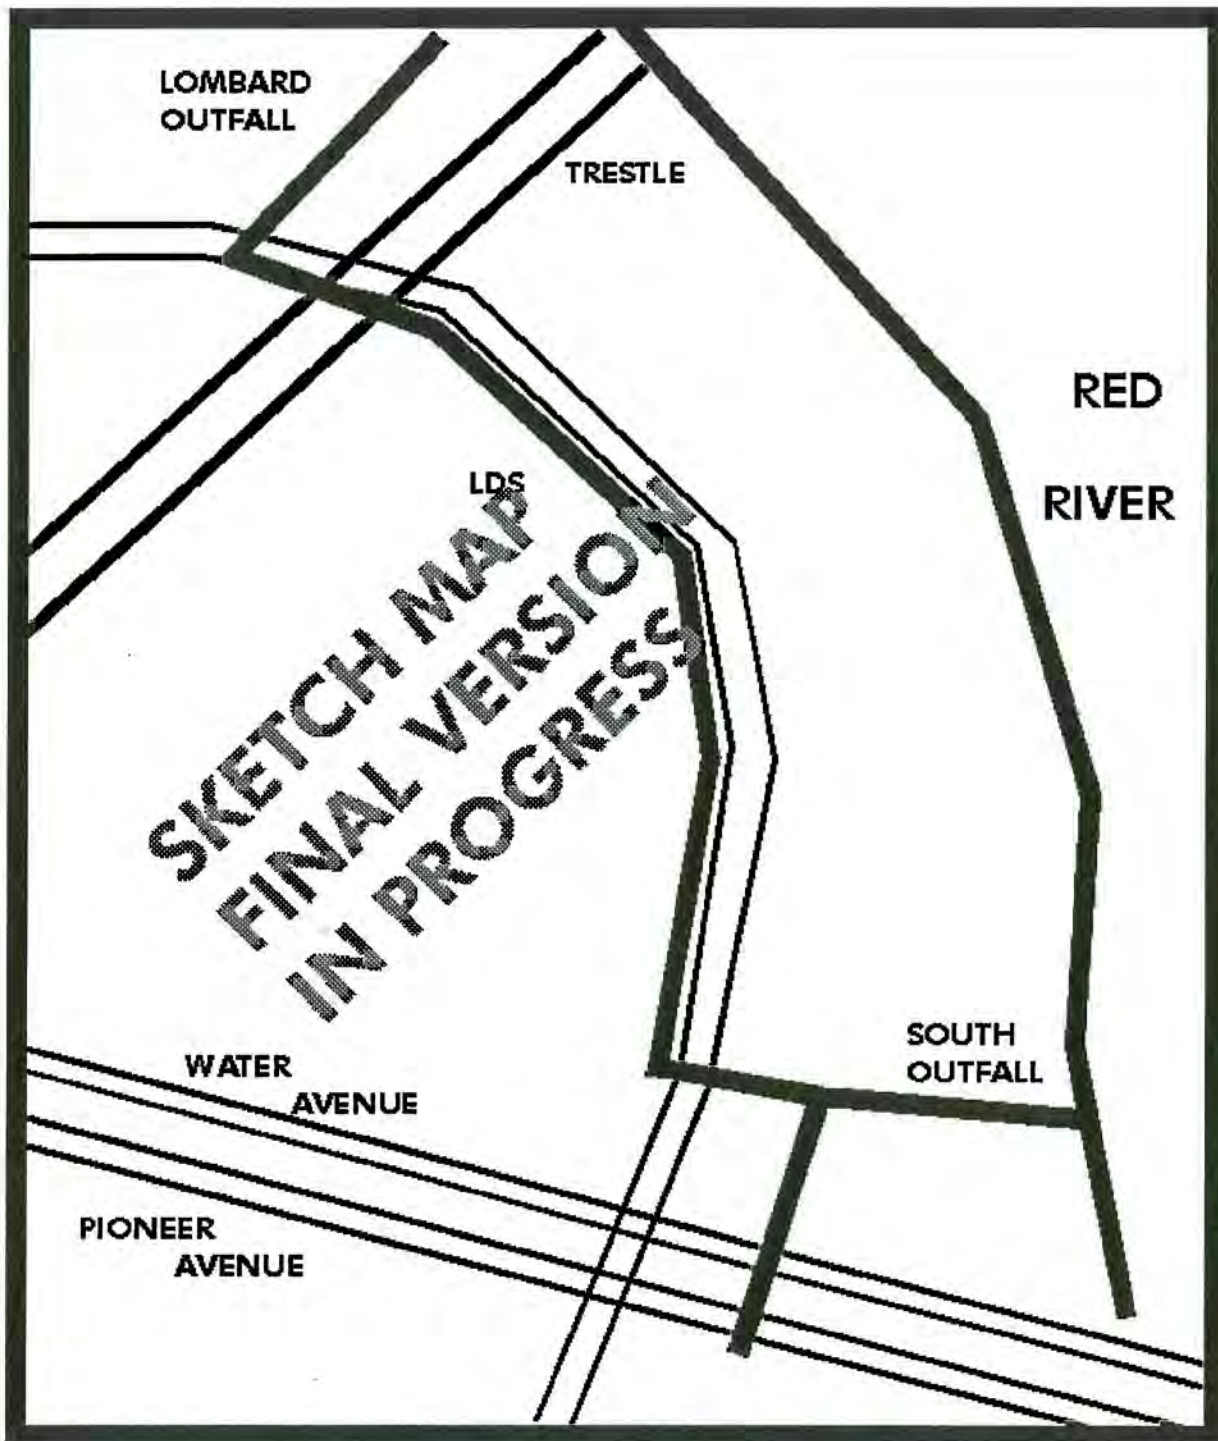 LOMBARD
OUTFALL
TRESTLE
RED
RIVER
LDS
SKETCH MAP
FINAL VERSION
IN PROGRESS
SOUTH
OUTFALL
WATER
AVENUE
PIONEER
AVENUE